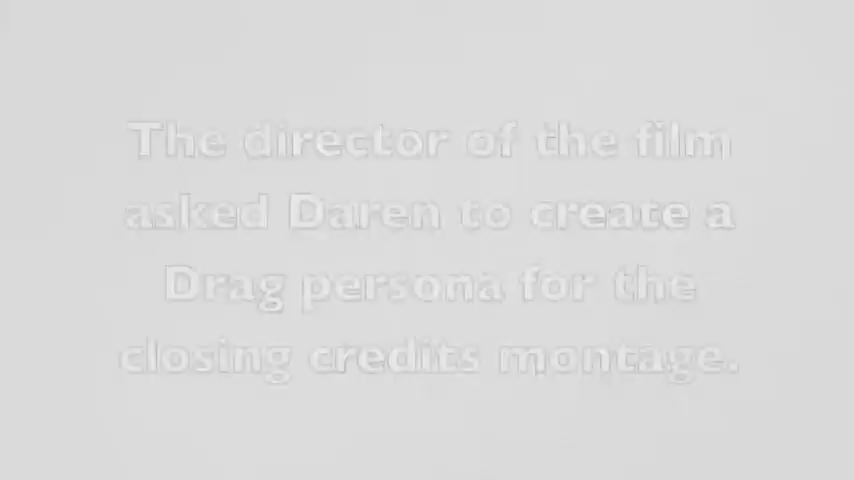 The director of the film
asked Daren to create a
Drag persona for the
closing credits montage.